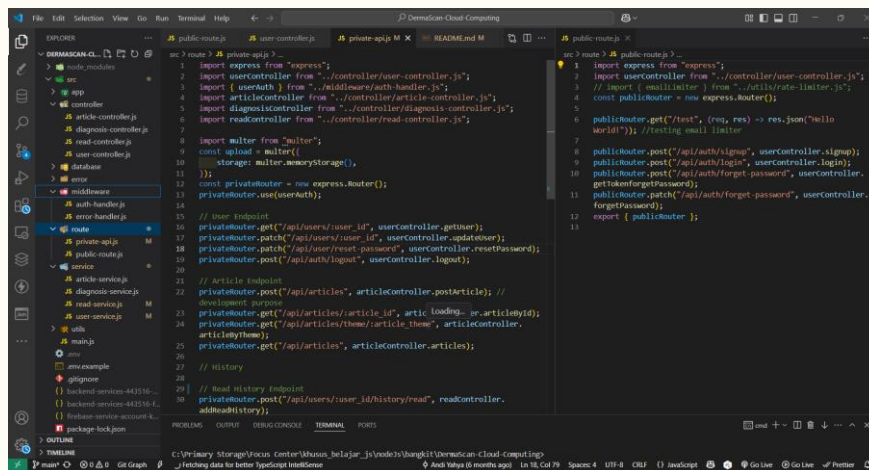 File Edit Selection View Go Run Terminal Help
DermaScan-Cloud-Computing
EXPLORER
DERMASCAN-CL...
node_modules
src
app
controller
article-controller.js
diagnosis-controller.js
read-controller.js
user-controller.js
database
error
middleware
auth-handler.js
error-handler.js
route
private-api.js M
public-route.js
service
article-service.js
diagnosis-service.js
read-service.js M
user-service.js M
utils
main.js
.env
.env.example
.gitignore
backend-services-443516-...
backend-services-443516-f...
firebase-service-account-k...
package-lock.json
OUTLINE
TIMELINE
public-route.js
user-controller.js
private-api.js M
README.md M
src > route > JS private-api.js > ...
1 import express from "express";
2 import userController from "../controller/user-controller.js";
3 import { userAuth } from "../middleware/auth-handler.js";
4 import articleController from "../controller/article-controller.js";
5 import diagnosisController from "../controller/diagnosis-controller.js";
6 import readController from "../controller/read-controller.js";
7
8 import multer from "multer";
9 const upload = multer({
10 storage: multer.memoryStorage(),
11 });
12 const privateRouter = new express.Router();
13 privateRouter.use(userAuth);
14
15 // User Endpoint
16 privateRouter.get("/api/users/:user_id", userController.getUser);
17 privateRouter.patch("/api/users/:user_id", userController.updateUser);
18 privateRouter.patch("/api/user/reset-password", userController.resetPassword);
19 privateRouter.post("/api/auth/logout", userController.logout);
20
21 // Article Endpoint
22 privateRouter.post("/api/articles", articleController.postArticle); //
development purpose
23 privateRouter.get("/api/articles/:article_id", artic Loading... er.articleById);
24 privateRouter.get("/api/articles/theme/:article_theme", articleController.
articleByTheme);
25 privateRouter.get("/api/articles", articleController.articles);
26
27 // History
28
29 // Read History Endpoint
30 privateRouter.post("/api/users/:user_id/history/read", readController.
addReadHistory);
JS public-route.js
src > route > JS public-route.js > ...
1 import express from "express";
2 import userController from "../controller/user-controller.js";
3 // import { emailLimiter } from "../utils/rate-limiter.js";
4 const publicRouter = new express.Router();
5
6 publicRouter.get("/test", (req, res) => res.json("Hello
World!")); //testing email limiter
7
8 publicRouter.post("/api/auth/signup", userController.signup);
9 publicRouter.post("/api/auth/login", userController.login);
10 publicRouter.post("/api/auth/forget-password", userController.
getTokenforgetPassword);
11 publicRouter.patch("/api/auth/forget-password", userController.
forgetPassword);
12 export { publicRouter };
13
PROBLEMS OUTPUT DEBUG CONSOLE TERMINAL PORTS
cmd
C:\Primary Storage\Focus Center\khusus_belajar_js\nodeJs\bangkit\DermaScan-Cloud-Computing>
main* 0 0 Git Graph Fetching data for better TypeScript IntelliSense Andi Yahya (6 months ago) Ln 18, Col 79 Spaces: 4 UTF-8 CRLF {} JavaScript Go Live Go Live Prettier